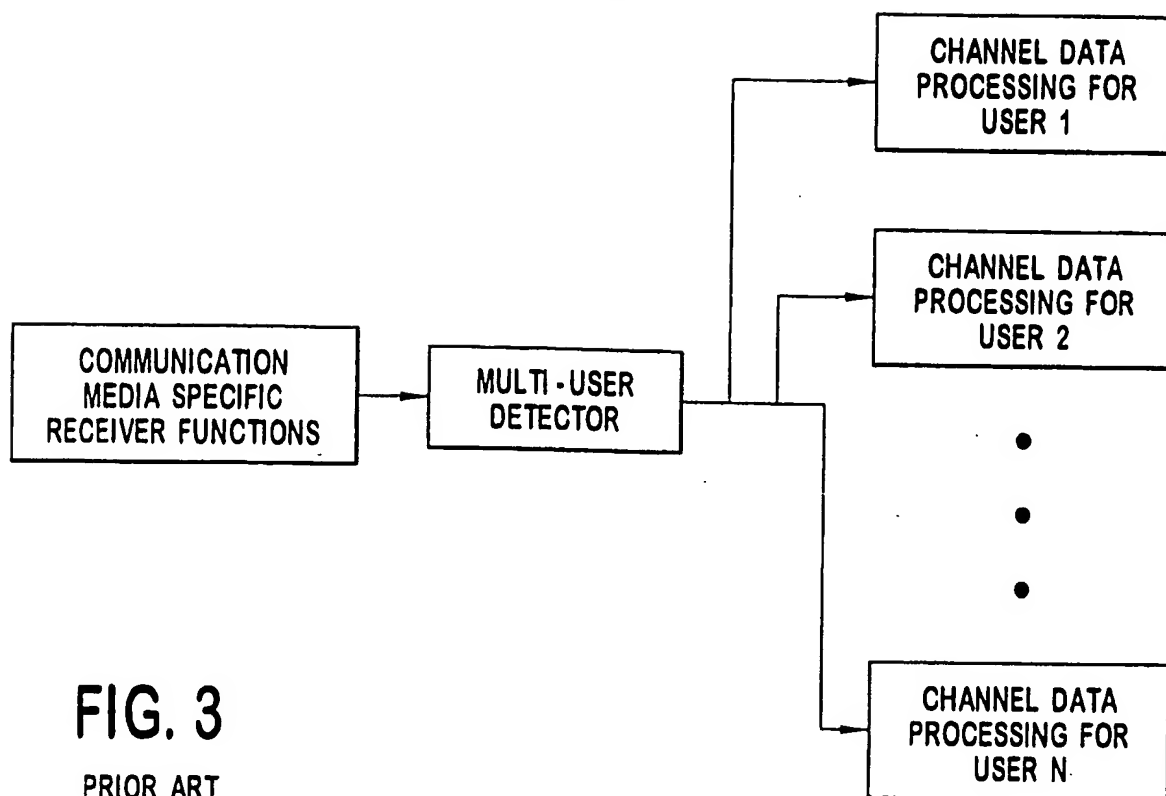 CHANNEL DATA
PROCESSING FOR
USER 1
CHANNEL DATA
PROCESSING FOR
USER 2
COMMUNICATION
MEDIA SPECIFIC
RECEIVER FUNCTIONS
MULTI-USER
DETECTOR
CHANNEL DATA
PROCESSING FOR
USER N
FIG. 3
PRIOR ART